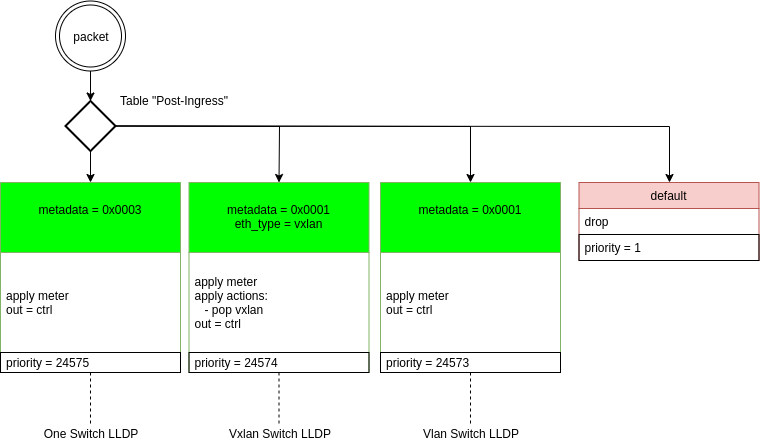 packet
Table "Post-Ingress"
metadata = 0x0003
apply meter
out = ctrl
priority = 24575
One Switch LLDP
metadata = 0x0001
eth_type = vxlan
apply meter
apply actions:
- pop vxlan
out = ctrl
priority = 24574
Vxlan Switch LLDP
metadata = 0x0001
apply meter
out = ctrl
priority = 24573
Vlan Switch LLDP
default
drop
priority = 1